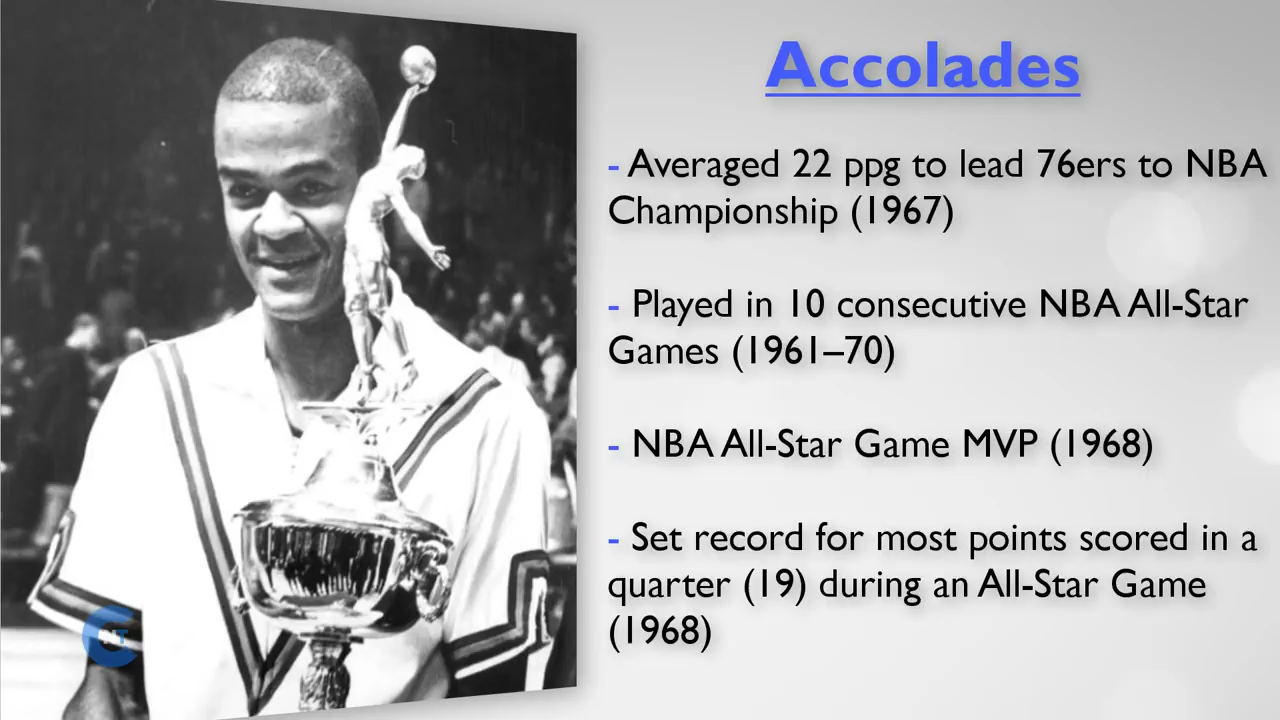 Accolades
- Averaged 22 ppg to lead 76ers to NBA
Championship (1967)
- Played in 10 consecutive NBA All-Star
Games (1961–70)
- NBA All-Star Game MVP (1968)
- Set record for most points scored in a
quarter (19) during an All-Star Game
(1968)
CNT